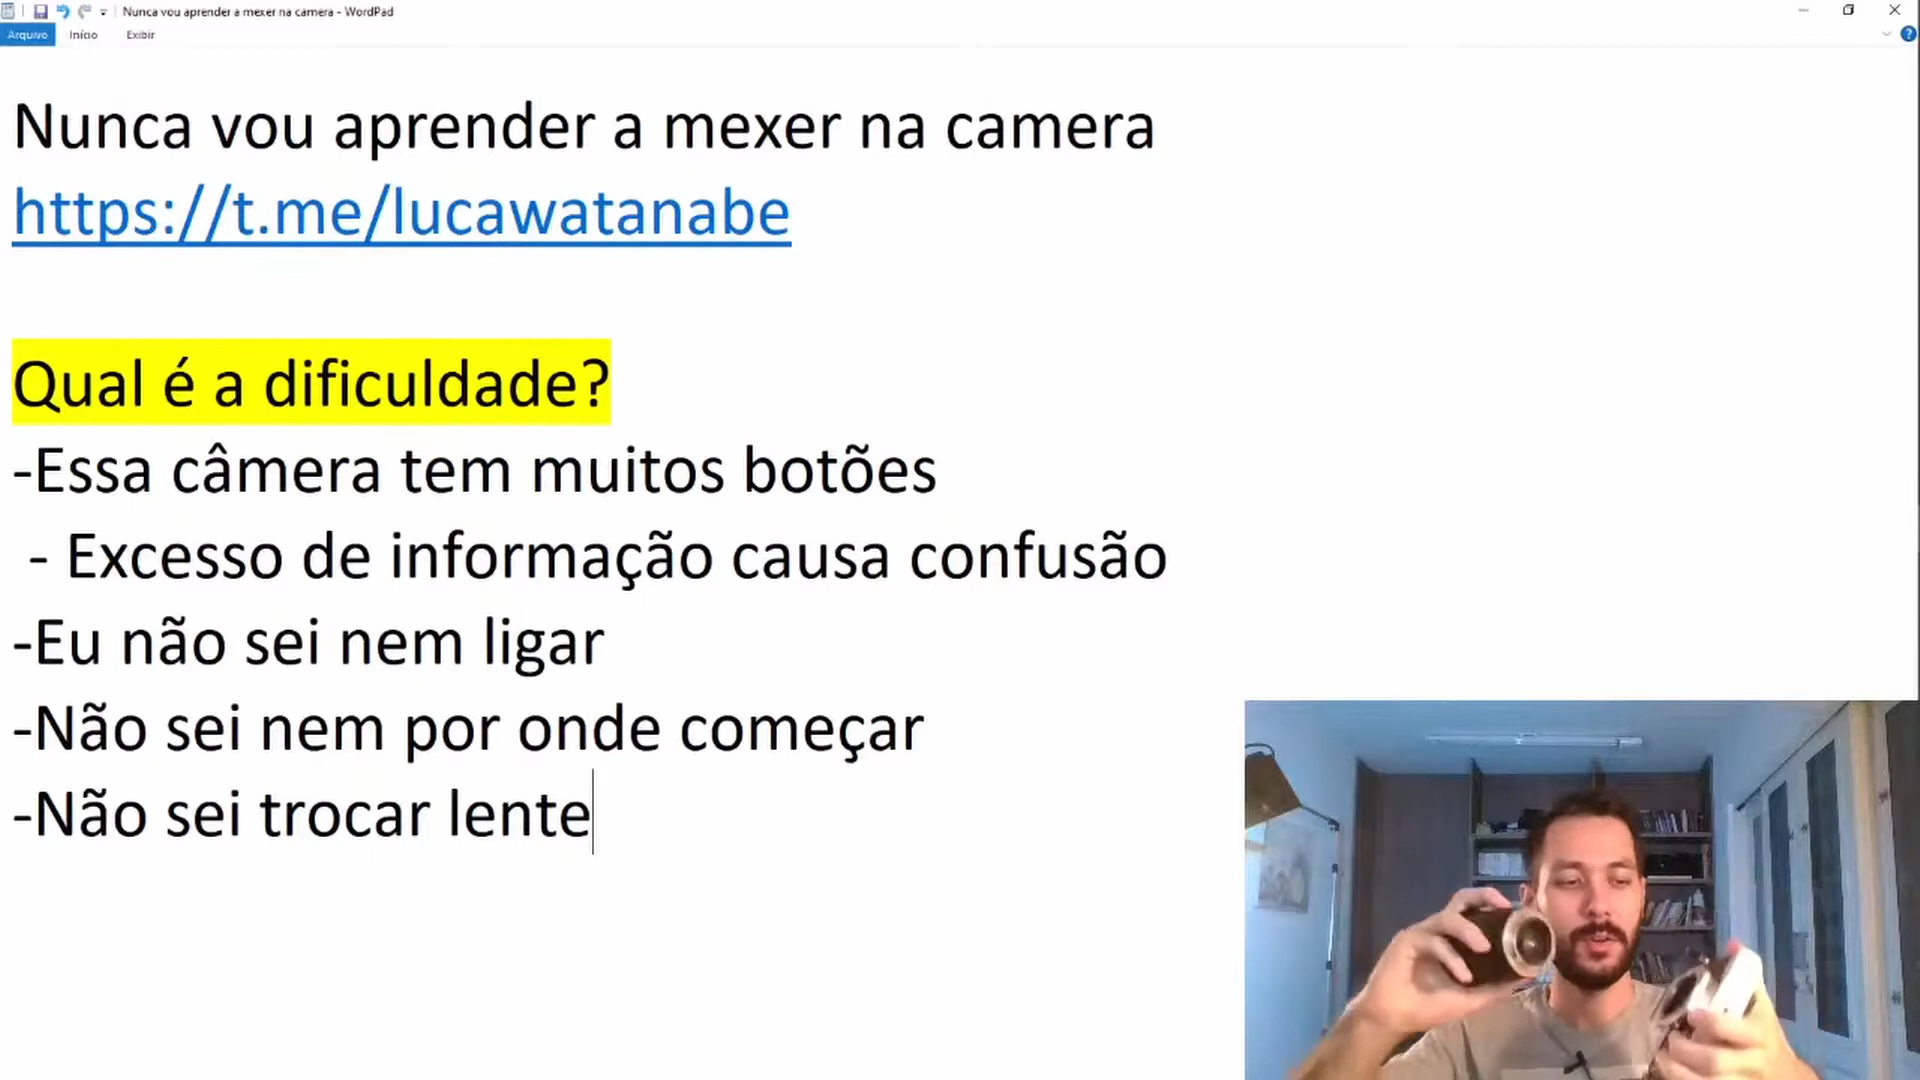 Nunca vou aprender a mexer na camera - WordPad
Arquivo Início Exibir
Nunca vou aprender a mexer na camera
https://t.me/lucawatanabe
Qual é a dificuldade?
-Essa câmera tem muitos botões
- Excesso de informação causa confusão
-Eu não sei nem ligar
-Não sei nem por onde começar
-Não sei trocar lente